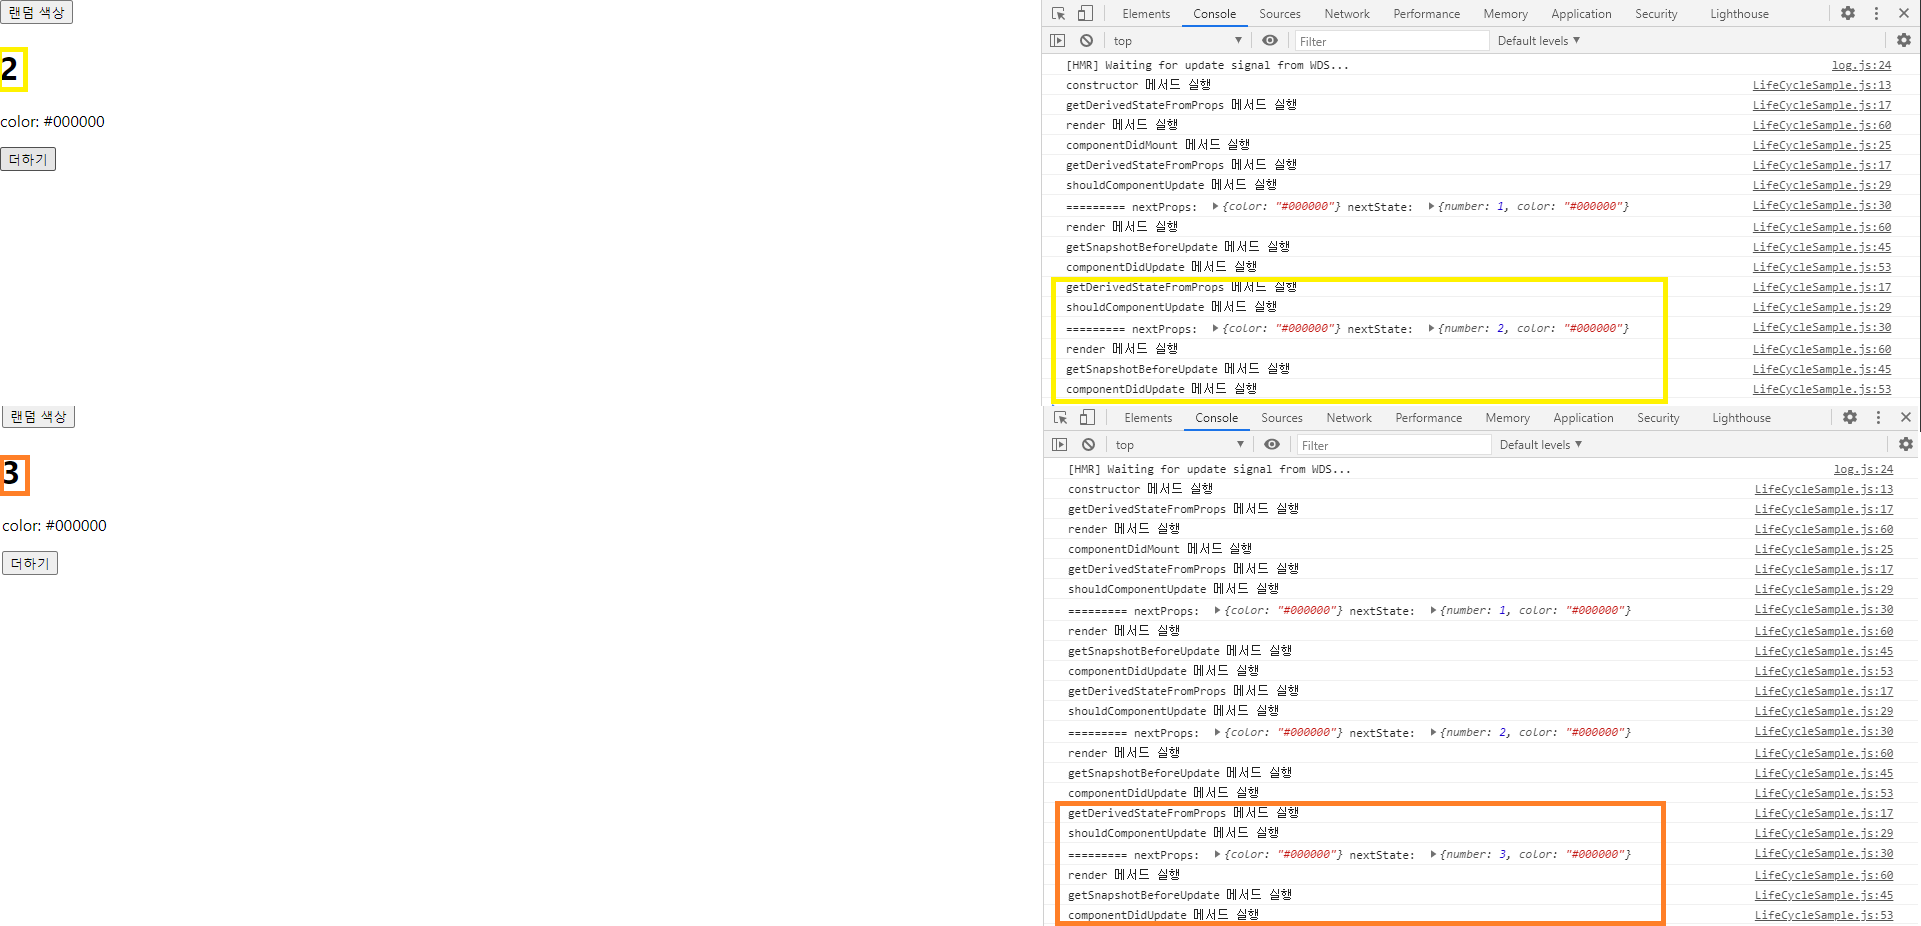 랜덤 색상
2
color: #000000
더하기
Elements Console Sources Network Performance Memory Application Security Lighthouse
top Filter Default levels
[HMR] Waiting for update signal from WDS... log.js:24
constructor 메서드 실행 LifeCycleSample.js:13
getDerivedStateFromProps 메서드 실행 LifeCycleSample.js:17
render 메서드 실행 LifeCycleSample.js:60
componentDidMount 메서드 실행 LifeCycleSample.js:25
getDerivedStateFromProps 메서드 실행 LifeCycleSample.js:17
shouldComponentUpdate 메서드 실행 LifeCycleSample.js:29
========= nextProps: {color: "#000000"} nextState: {number: 1, color: "#000000"} LifeCycleSample.js:30
render 메서드 실행 LifeCycleSample.js:60
getSnapshotBeforeUpdate 메서드 실행 LifeCycleSample.js:45
componentDidUpdate 메서드 실행 LifeCycleSample.js:53
getDerivedStateFromProps 메서드 실행 LifeCycleSample.js:17
shouldComponentUpdate 메서드 실행 LifeCycleSample.js:29
========= nextProps: {color: "#000000"} nextState: {number: 2, color: "#000000"} LifeCycleSample.js:30
render 메서드 실행 LifeCycleSample.js:60
getSnapshotBeforeUpdate 메서드 실행 LifeCycleSample.js:45
componentDidUpdate 메서드 실행 LifeCycleSample.js:53
랜덤 색상
3
color: #000000
더하기
Elements Console Sources Network Performance Memory Application Security Lighthouse
top Filter Default levels
[HMR] Waiting for update signal from WDS... log.js:24
constructor 메서드 실행 LifeCycleSample.js:13
getDerivedStateFromProps 메서드 실행 LifeCycleSample.js:17
render 메서드 실행 LifeCycleSample.js:60
componentDidMount 메서드 실행 LifeCycleSample.js:25
getDerivedStateFromProps 메서드 실행 LifeCycleSample.js:17
shouldComponentUpdate 메서드 실행 LifeCycleSample.js:29
========= nextProps: {color: "#000000"} nextState: {number: 1, color: "#000000"} LifeCycleSample.js:30
render 메서드 실행 LifeCycleSample.js:60
getSnapshotBeforeUpdate 메서드 실행 LifeCycleSample.js:45
componentDidUpdate 메서드 실행 LifeCycleSample.js:53
getDerivedStateFromProps 메서드 실행 LifeCycleSample.js:17
shouldComponentUpdate 메서드 실행 LifeCycleSample.js:29
========= nextProps: {color: "#000000"} nextState: {number: 2, color: "#000000"} LifeCycleSample.js:30
render 메서드 실행 LifeCycleSample.js:60
getSnapshotBeforeUpdate 메서드 실행 LifeCycleSample.js:45
componentDidUpdate 메서드 실행 LifeCycleSample.js:53
getDerivedStateFromProps 메서드 실행 LifeCycleSample.js:17
shouldComponentUpdate 메서드 실행 LifeCycleSample.js:29
========= nextProps: {color: "#000000"} nextState: {number: 3, color: "#000000"} LifeCycleSample.js:30
render 메서드 실행 LifeCycleSample.js:60
getSnapshotBeforeUpdate 메서드 실행 LifeCycleSample.js:45
componentDidUpdate 메서드 실행 LifeCycleSample.js:53